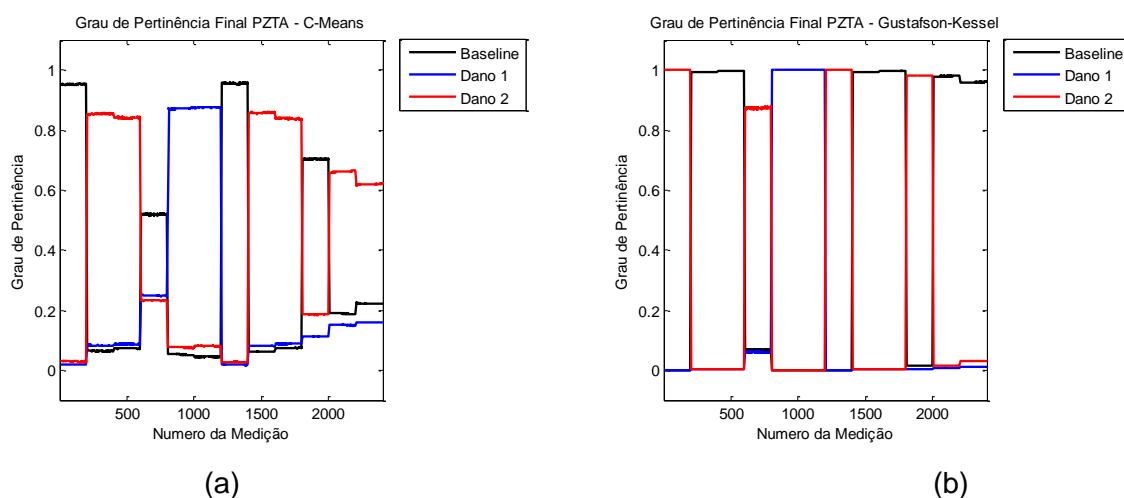 Grau de Pertinência Final PZTA - C-Means
Baseline
Dano 1
Dano 2
1
0.8
0.6
0.4
0.2
0
Grau de Pertinência
500
1000
1500
2000
Numero da Medição
(a)
Grau de Pertinência Final PZTA - Gustafson-Kessel
Baseline
Dano 1
Dano 2
1
0.8
0.6
0.4
0.2
0
Grau de Pertinência
500
1000
1500
2000
Numero da Medição
(b)